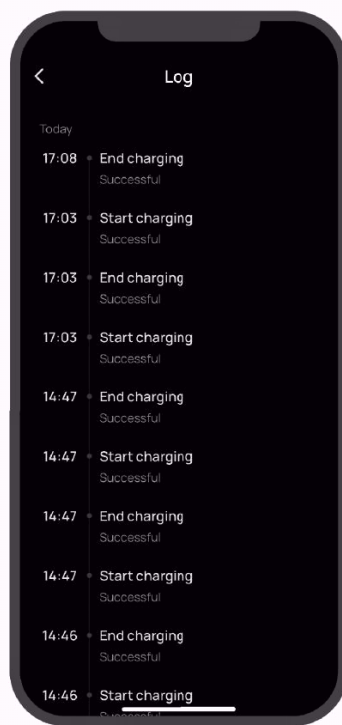 Log
Today
17:08 End charging
Successful
17:03 Start charging
Successful
17:03 End charging
Successful
17:03 Start charging
Successful
14:47 End charging
Successful
14:47 Start charging
Successful
14:47 End charging
Successful
14:47 Start charging
Successful
14:46 End charging
Successful
14:46 Start charging
Successful